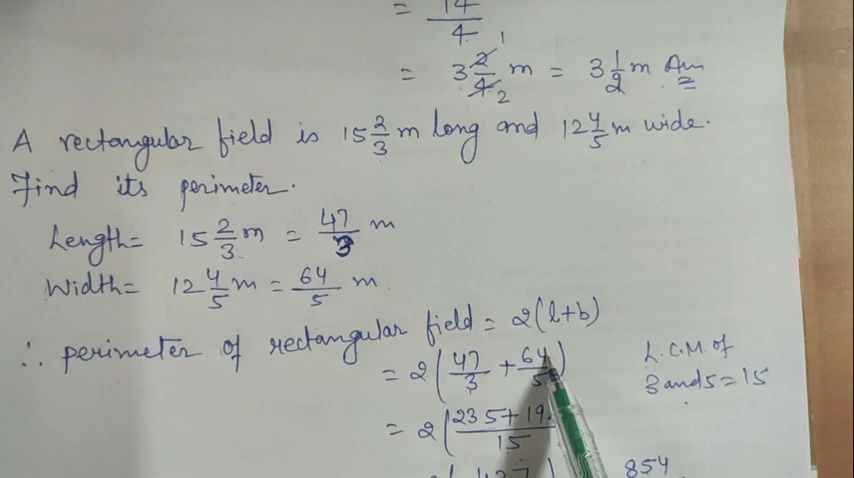 = 14/4
= 3 2/4 1 2 m = 3 1/2 m Ans
A rectangular field is 15 2/3 m long and 12 4/5 m wide.
Find its perimeter.
Length = 15 2/3 m = 47/3 m
Width = 12 4/5 m = 64/5 m
∴ perimeter of rectangular field = 2(l+b)
= 2(47/3 + 64/5)
L.C.M. of
3 and 5 = 15
= 2(235+19 /15
854